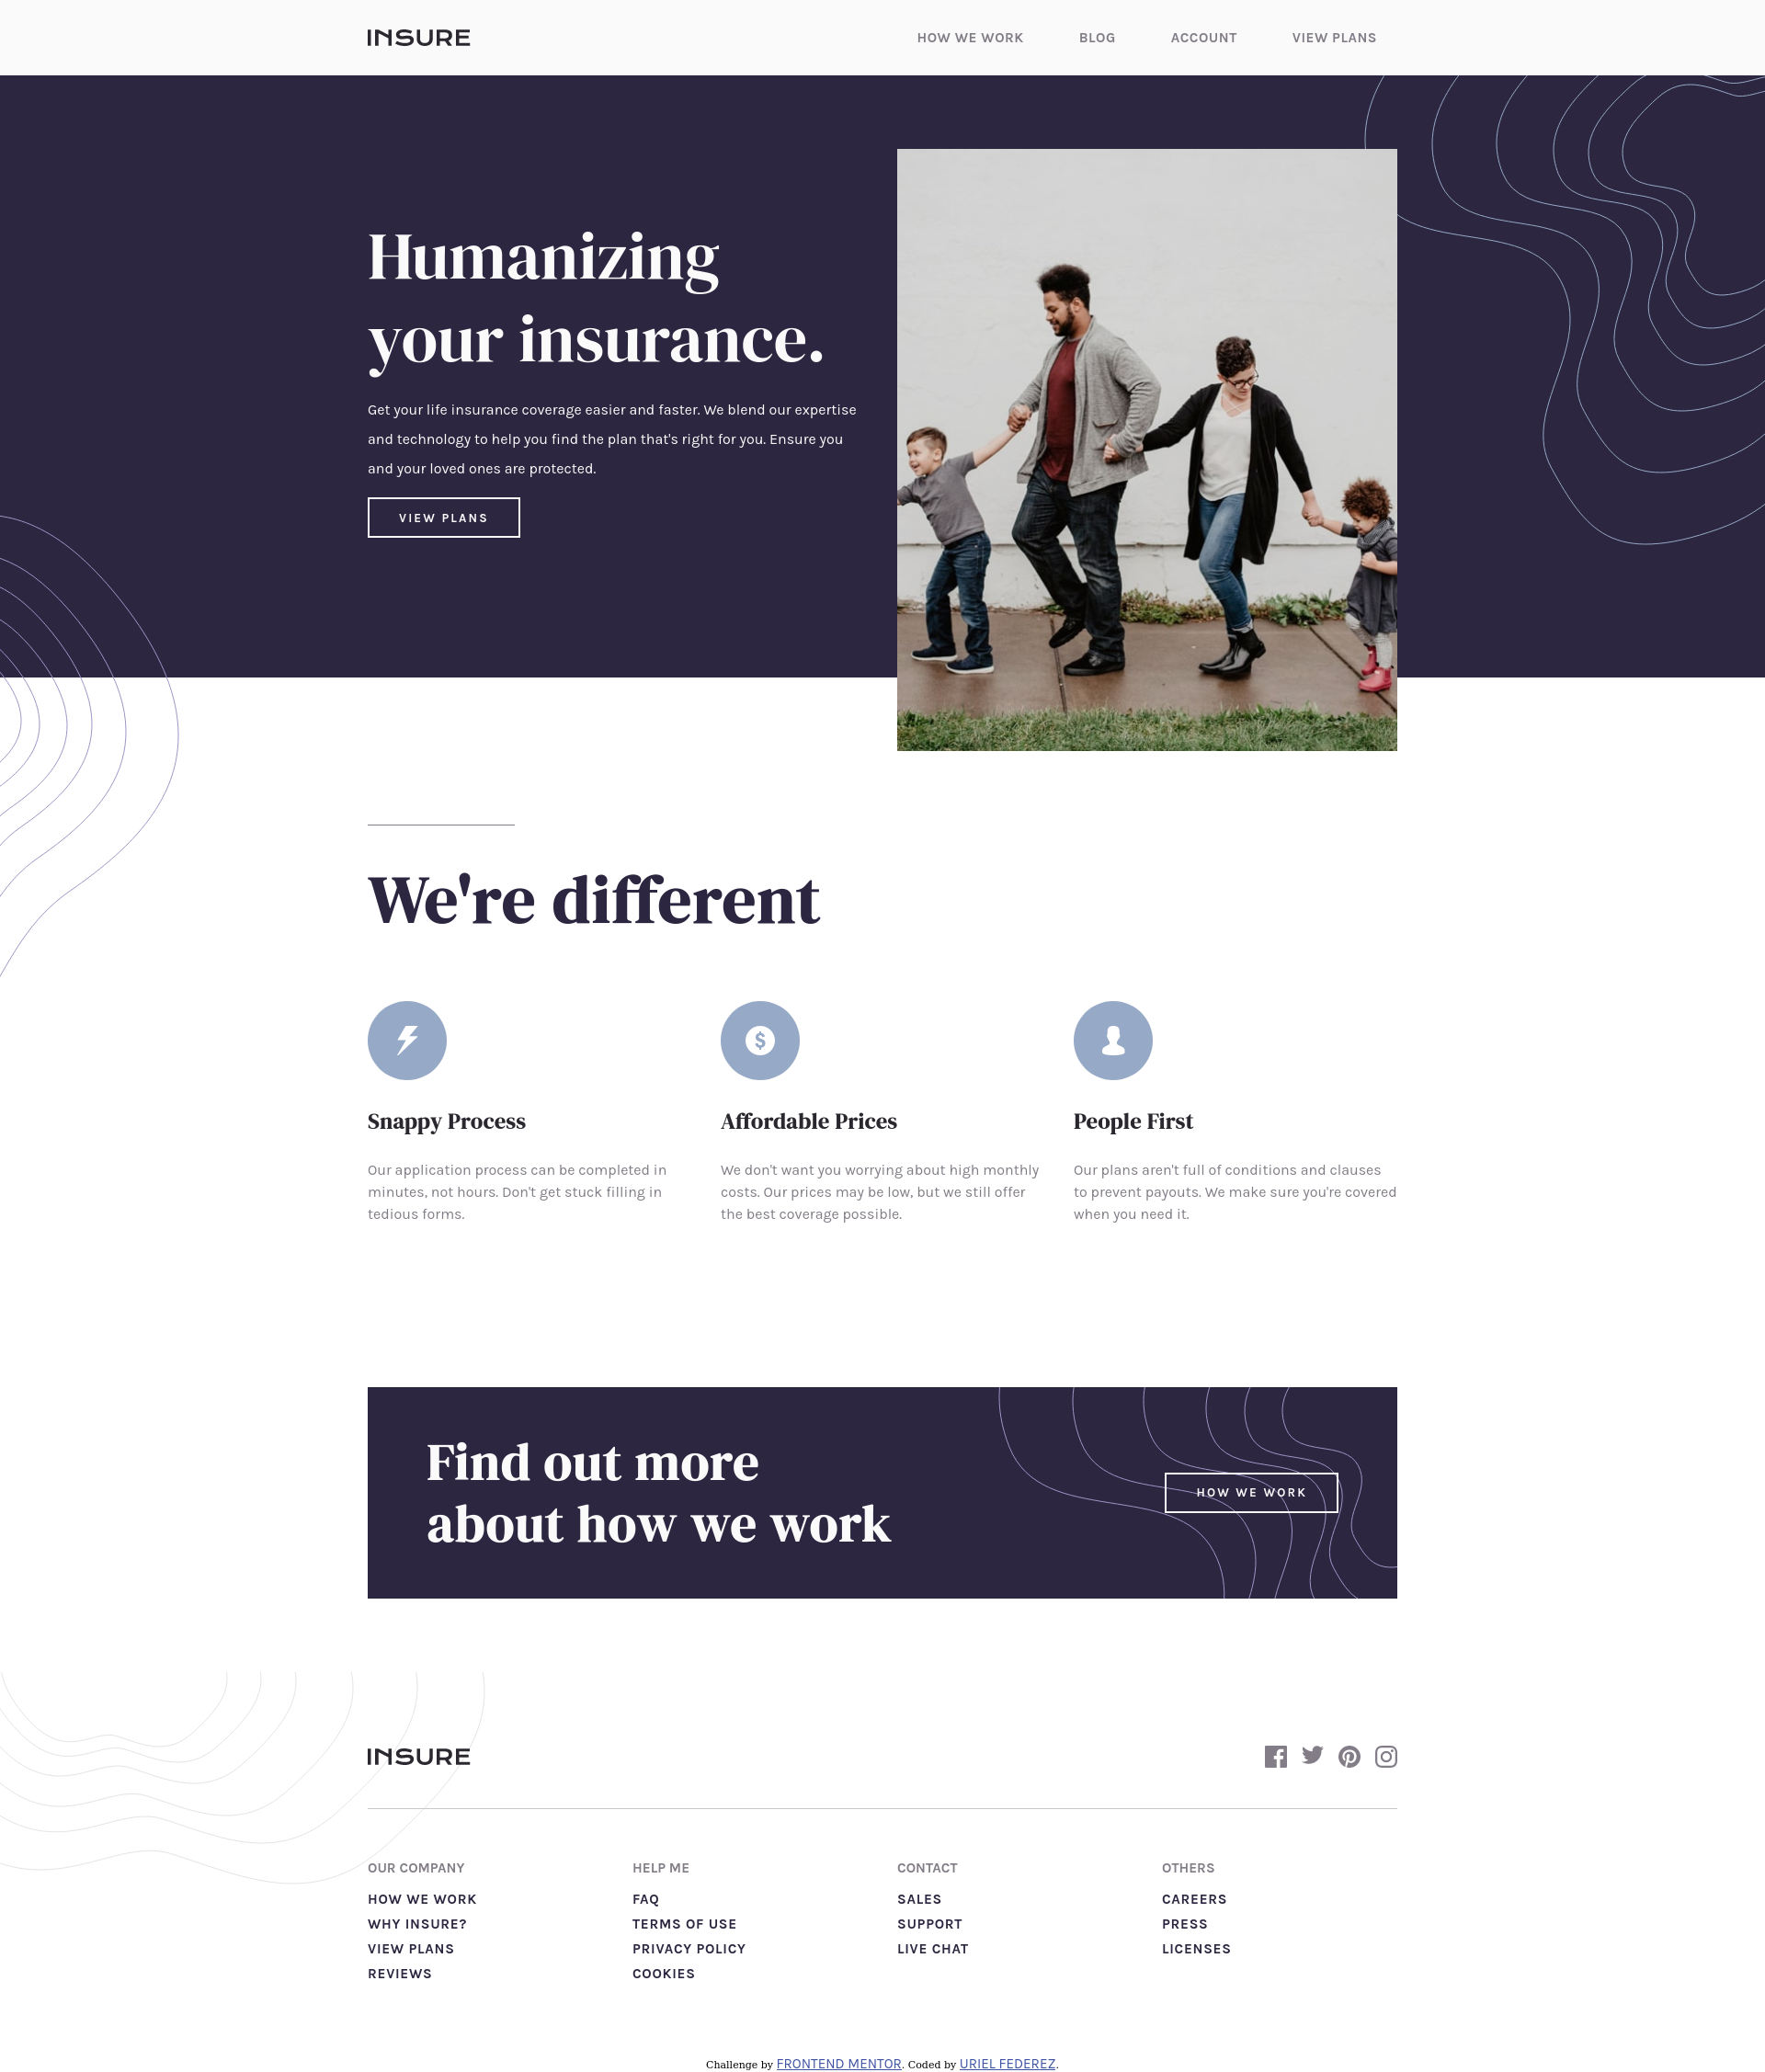 INSURE
HOW WE WORK BLOG ACCOUNT VIEW PLANS
Humanizing
your insurance.
Get your life insurance coverage easier and faster. We blend our expertise
and technology to help you find the plan that's right for you. Ensure you
and your loved ones are protected.
VIEW PLANS
We're different
Snappy Process
Our application process can be completed in
minutes, not hours. Don't get stuck filling in
tedious forms.
Affordable Prices
We don't want you worrying about high monthly
costs. Our prices may be low, but we still offer
the best coverage possible.
People First
Our plans aren't full of conditions and clauses
to prevent payouts. We make sure you're covered
when you need it.
Find out more
about how we work
HOW WE WORK
INSURE
OUR COMPANY
HOW WE WORK
WHY INSURE?
VIEW PLANS
REVIEWS
HELP ME
FAQ
TERMS OF USE
PRIVACY POLICY
COOKIES
CONTACT
SALES
SUPPORT
LIVE CHAT
OTHERS
CAREERS
PRESS
LICENSES
Challenge by FRONTEND MENTOR. Coded by URIEL FEDEREZ.